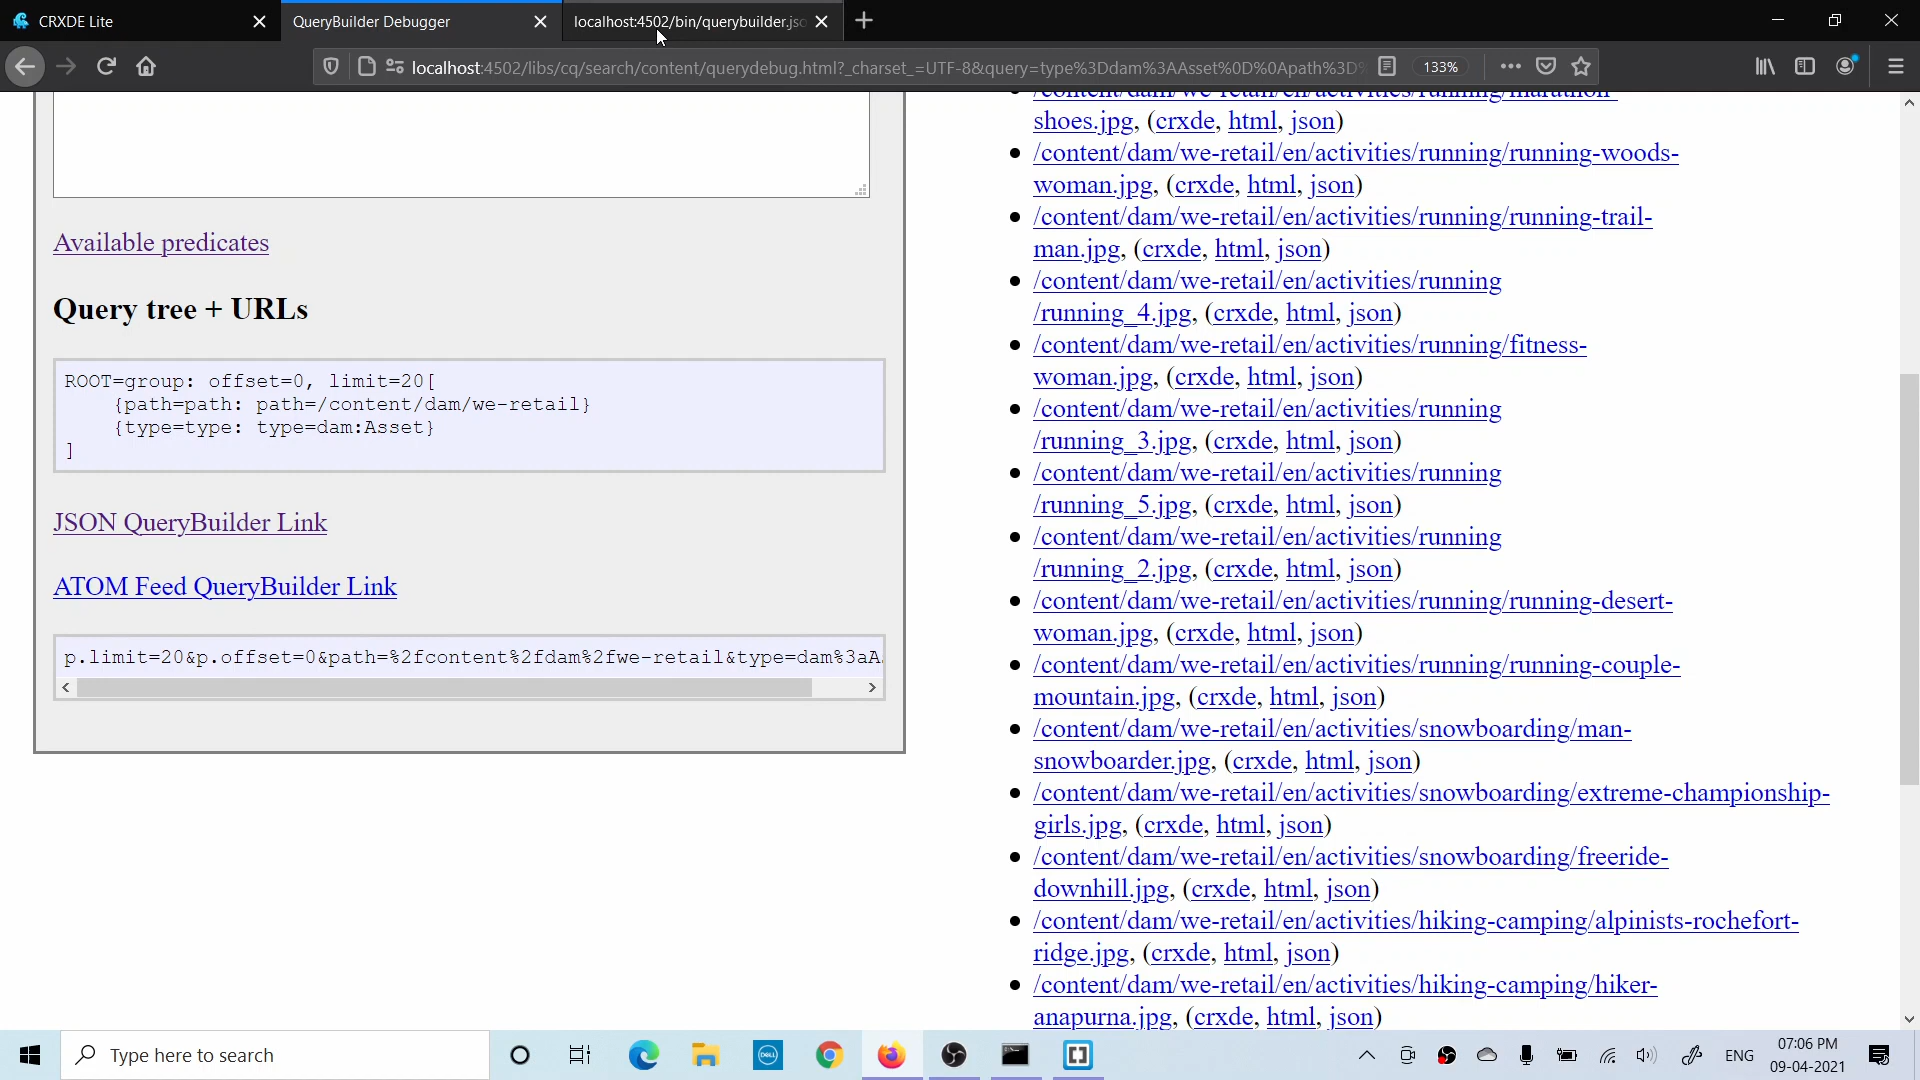 CRXDE Lite
QueryBuilder Debugger
localhost:4502/bin/querybuilder.jso
localhost:4502/libs/cq/search/content/querydebug.html?_charset_=UTF-8&query=type%3Ddam%3AAsset%0D%0Apath%3D%
133%
Available predicates
Query tree + URLs
ROOT=group: offset=0, limit=20[
{path=path: path=/content/dam/we-retail}
{type=type: type=dam:Asset}
]
JSON QueryBuilder Link
ATOM Feed QueryBuilder Link
p.limit=20&p.offset=0&path=%2fcontent%2fdam%2fwe-retail&type=dam%3aA
/content/dam/we-retail/en/activities/running/marathon-
shoes.jpg, (crxde, html, json)
/content/dam/we-retail/en/activities/running/running-woods-
woman.jpg, (crxde, html, json)
/content/dam/we-retail/en/activities/running/running-trail-
man.jpg, (crxde, html, json)
/content/dam/we-retail/en/activities/running
/running_4.jpg, (crxde, html, json)
/content/dam/we-retail/en/activities/running/fitness-
woman.jpg, (crxde, html, json)
/content/dam/we-retail/en/activities/running
/running_3.jpg, (crxde, html, json)
/content/dam/we-retail/en/activities/running
/running_5.jpg, (crxde, html, json)
/content/dam/we-retail/en/activities/running
/running_2.jpg, (crxde, html, json)
/content/dam/we-retail/en/activities/running/running-desert-
woman.jpg, (crxde, html, json)
/content/dam/we-retail/en/activities/running/running-couple-
mountain.jpg, (crxde, html, json)
/content/dam/we-retail/en/activities/snowboarding/man-
snowboarder.jpg, (crxde, html, json)
/content/dam/we-retail/en/activities/snowboarding/extreme-championship-
girls.jpg, (crxde, html, json)
/content/dam/we-retail/en/activities/snowboarding/freeride-
downhill.jpg, (crxde, html, json)
/content/dam/we-retail/en/activities/hiking-camping/alpinists-rochefort-
ridge.jpg, (crxde, html, json)
/content/dam/we-retail/en/activities/hiking-camping/hiker-
anapurna.jpg, (crxde, html, json)
Type here to search
DELL
ENG
07:06 PM
09-04-2021